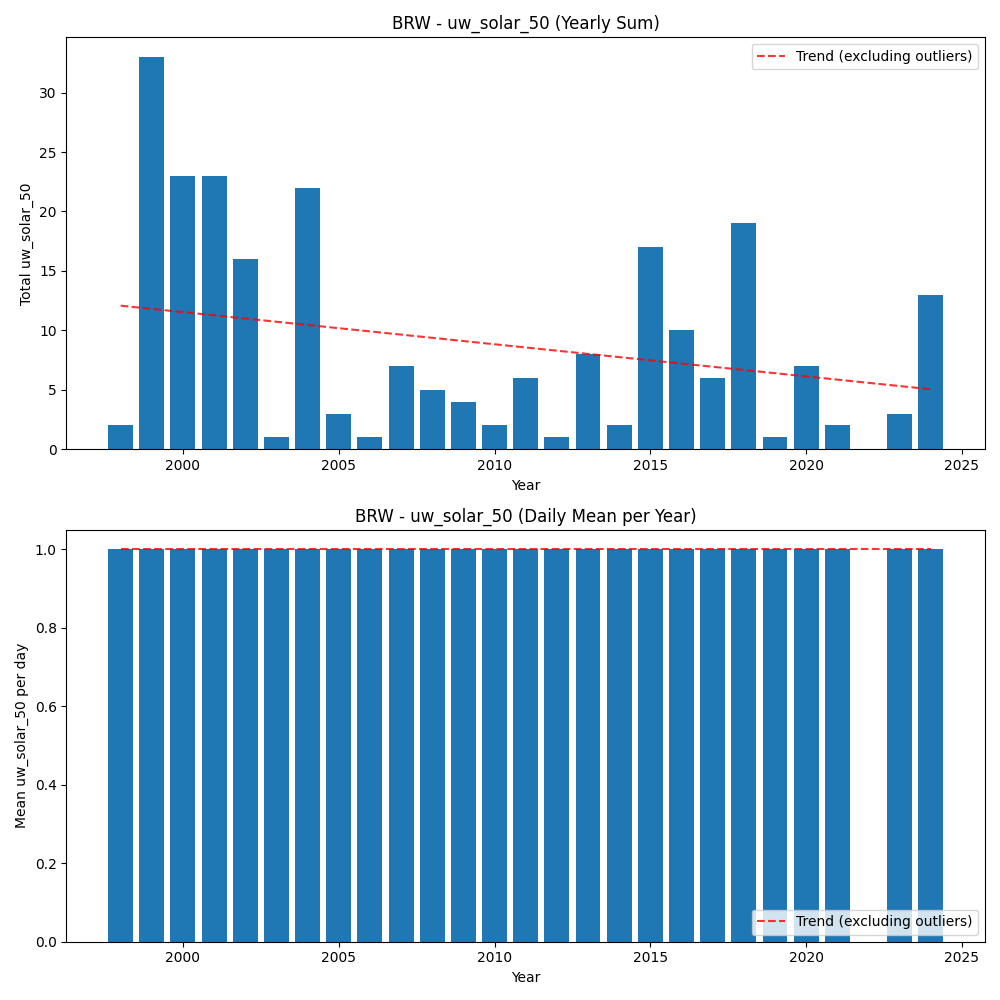 BRW - uw_solar_50 (Yearly Sum)
Trend (excluding outliers)
Total uw_solar_50
30
25
20
15
10
5
0
2000 2005 2010 2015 2020 2025
Year
BRW - uw_solar_50 (Daily Mean per Year)
Mean uw_solar_50 per day
1.0
0.8
0.6
0.4
0.2
0.0
Trend (excluding outliers)
2000 2005 2010 2015 2020 2025
Year